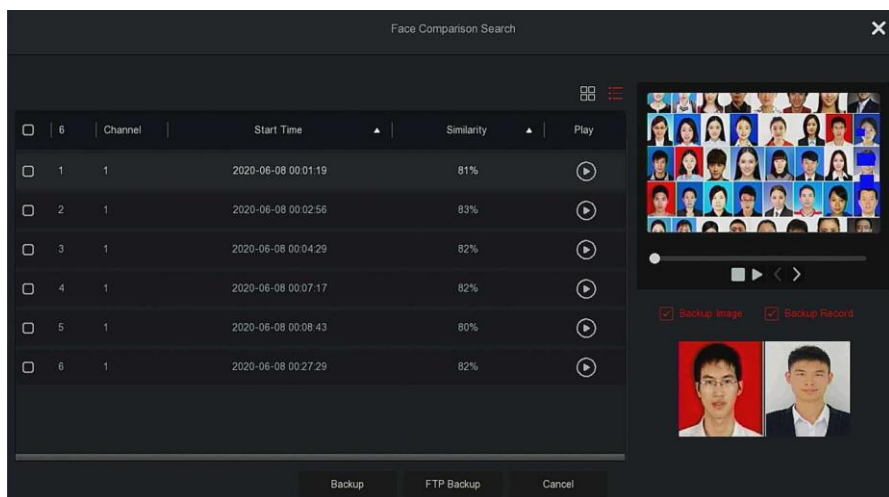 Face Comparison Search
6 Channel Start Time Similarity Play
1 1 2020-06-08 00:01:19 81%
2 1 2020-06-08 00:02:56 83%
3 1 2020-06-08 00:04:29 82%
4 1 2020-06-08 00:07:17 82%
5 1 2020-06-08 00:08:43 80%
6 1 2020-06-08 00:27:29 82%
Backup Image Backup Record
Backup FTP Backup Cancel